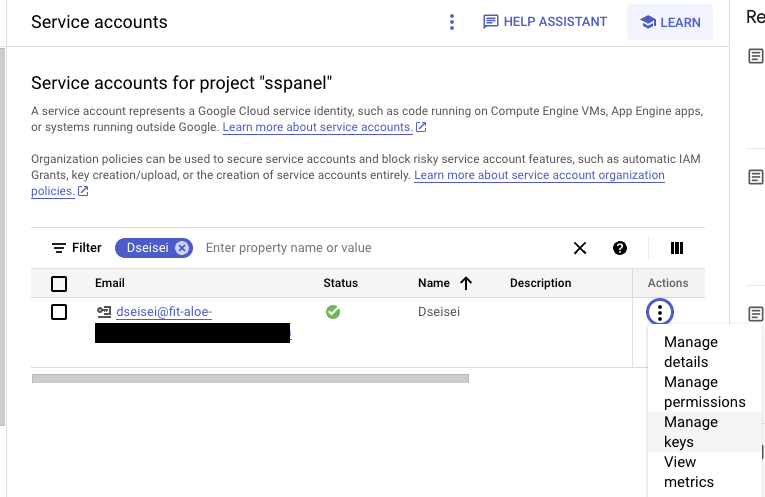 Service accounts
HELP ASSISTANT
LEARN
Re
Service accounts for project "sspanel"
A service account represents a Google Cloud service identity, such as code running on Compute Engine VMs, App Engine apps,
or systems running outside Google. Learn more about service accounts.
Organization policies can be used to secure service accounts and block risky service account features, such as automatic IAM
Grants, key creation/upload, or the creation of service accounts entirely. Learn more about service account organization
policies.
Filter Dseisei Enter property name or value
Email Status Name Description Actions
dseisei@fit-aloe- Dseisei
Manage
details
Manage
permissions
Manage
keys
View
metrics